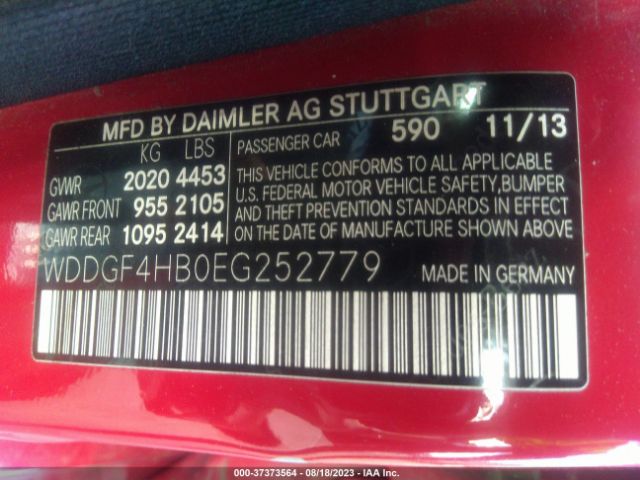 MFD BY DAIMLER AG STUTTGART
KG LBS
GVWR 2020 4453
GAWR FRONT 955 2105
GAWR REAR 1095 2414
PASSENGER CAR 590 11/13
THIS VEHICLE CONFORMS TO ALL APPLICABLE
U.S. FEDERAL MOTOR VEHICLE SAFETY, BUMPER
AND THEFT PREVENTION STANDARDS IN EFFECT
ON THE DATE OF MANUFACTURE SHOWN ABOVE
WDDGF4HB0EG252779 MADE IN GERMANY
000-37373564 - 08/18/2023 - IAA Inc.